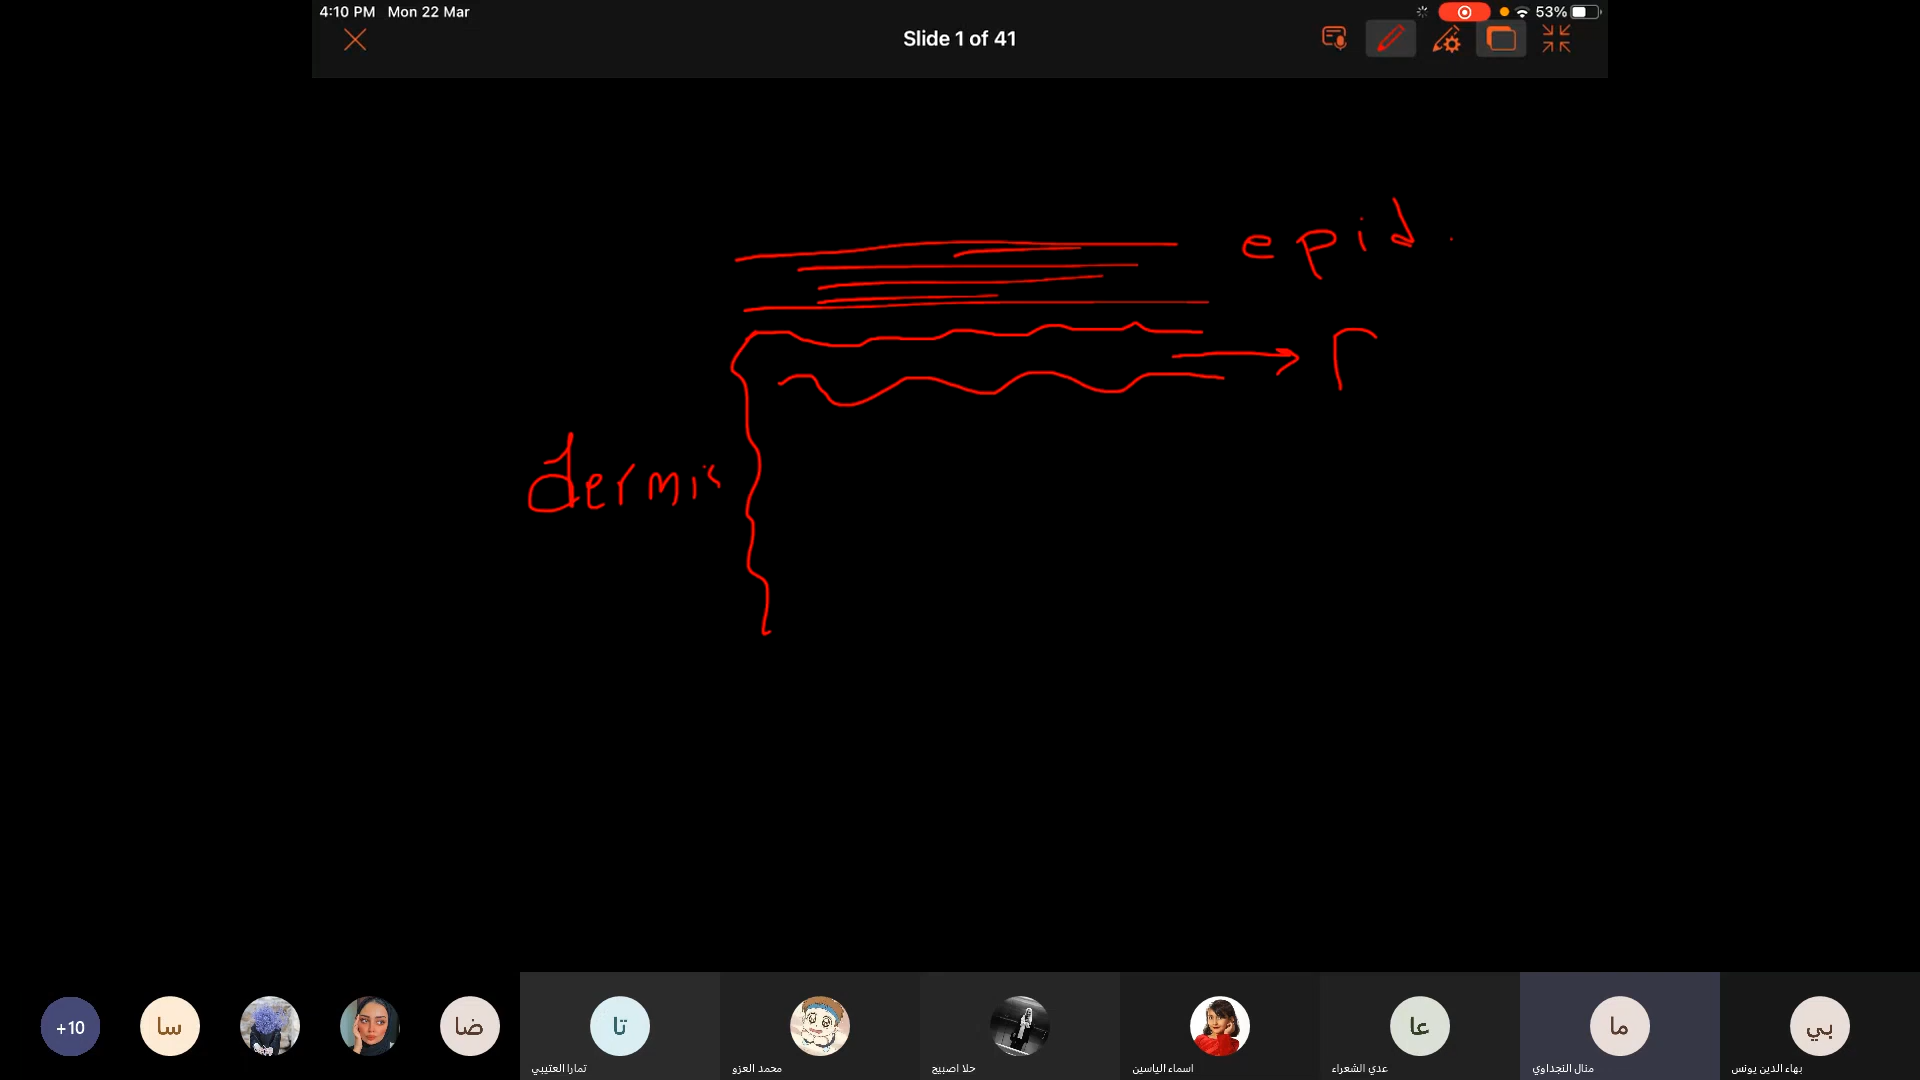 4:10 PM Mon 22 Mar
53%
Slide 1 of 41
epid.
dermis
+10
سا
ضا
تا
عا
ما
بي
تمارا العتيبي
محمد العزو
حلا اصبيح
اسماء الياسين
عدي الشعراء
منال النجداوي
بهاء الدين يونس